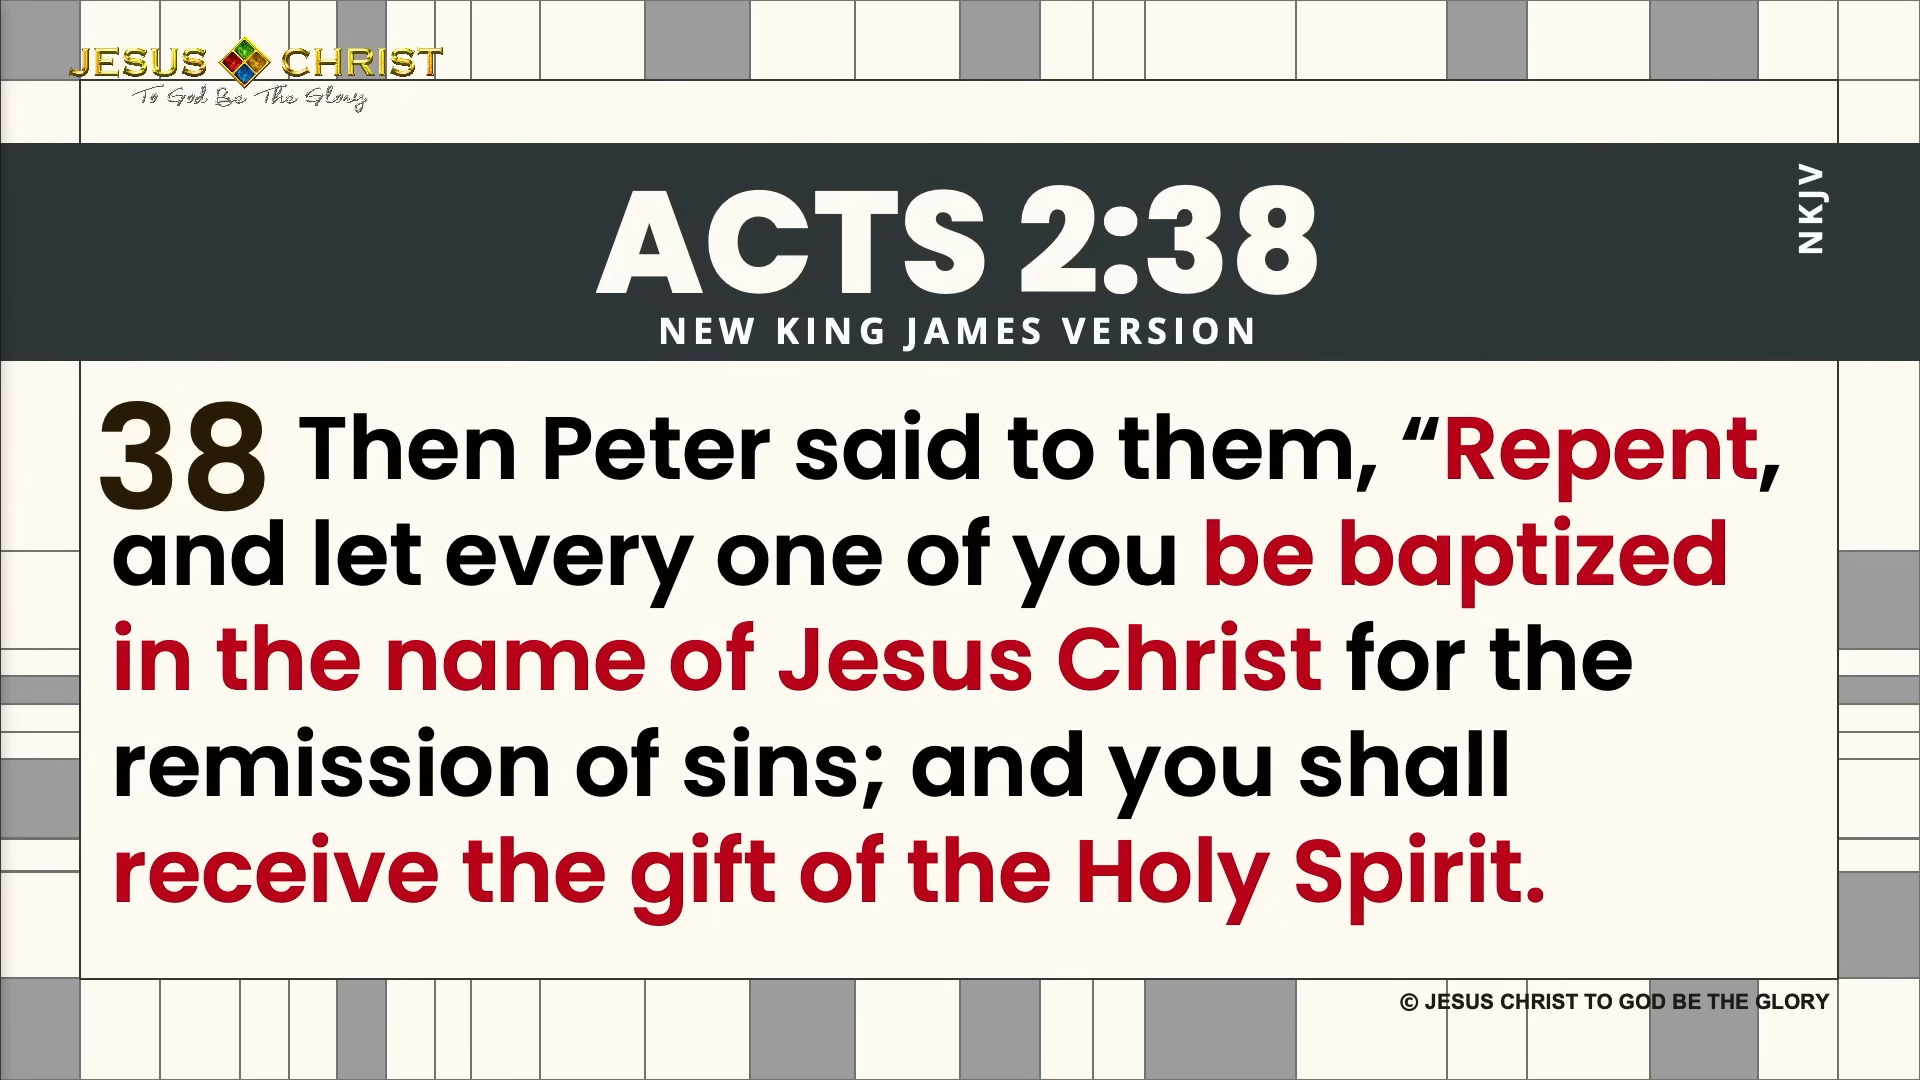 JESUS CHRIST
To God Be The Glory
NKJV
ACTS 2:38
NEW KING JAMES VERSION
38 Then Peter said to them, “Repent,
and let every one of you be baptized
in the name of Jesus Christ for the
remission of sins; and you shall
receive the gift of the Holy Spirit.
© JESUS CHRIST TO GOD BE THE GLORY